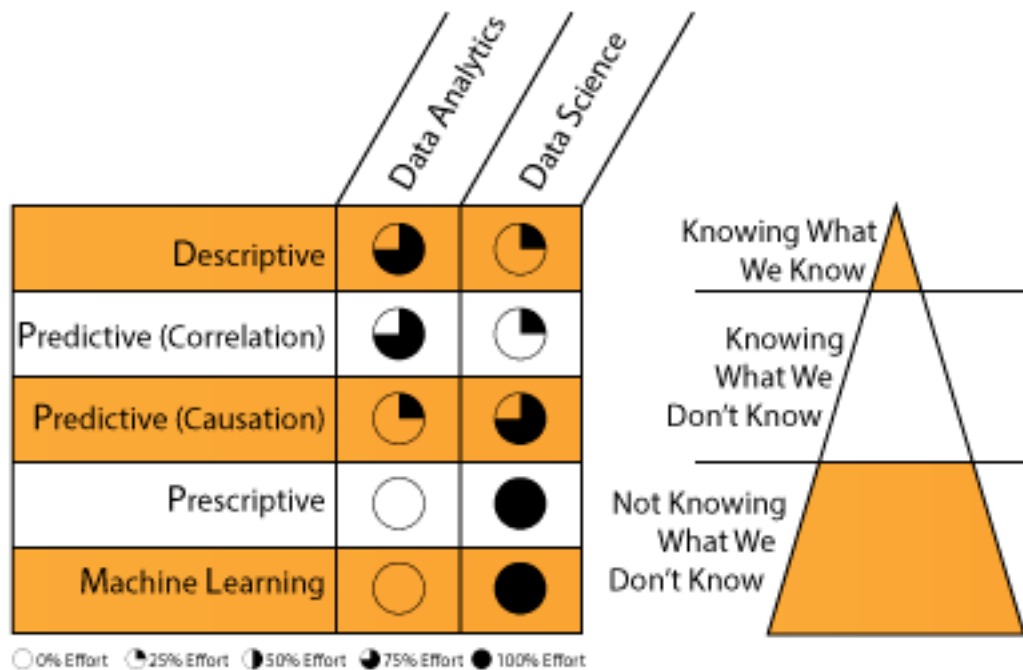 Data Analytics
Data Science
Descriptive
Predictive (Correlation)
Predictive (Causation)
Prescriptive
Machine Learning
0% Effort 25% Effort 50% Effort 75% Effort 100% Effort
Knowing What
We Know
Knowing
What We
Don't Know
Not Knowing
What We
Don't Know